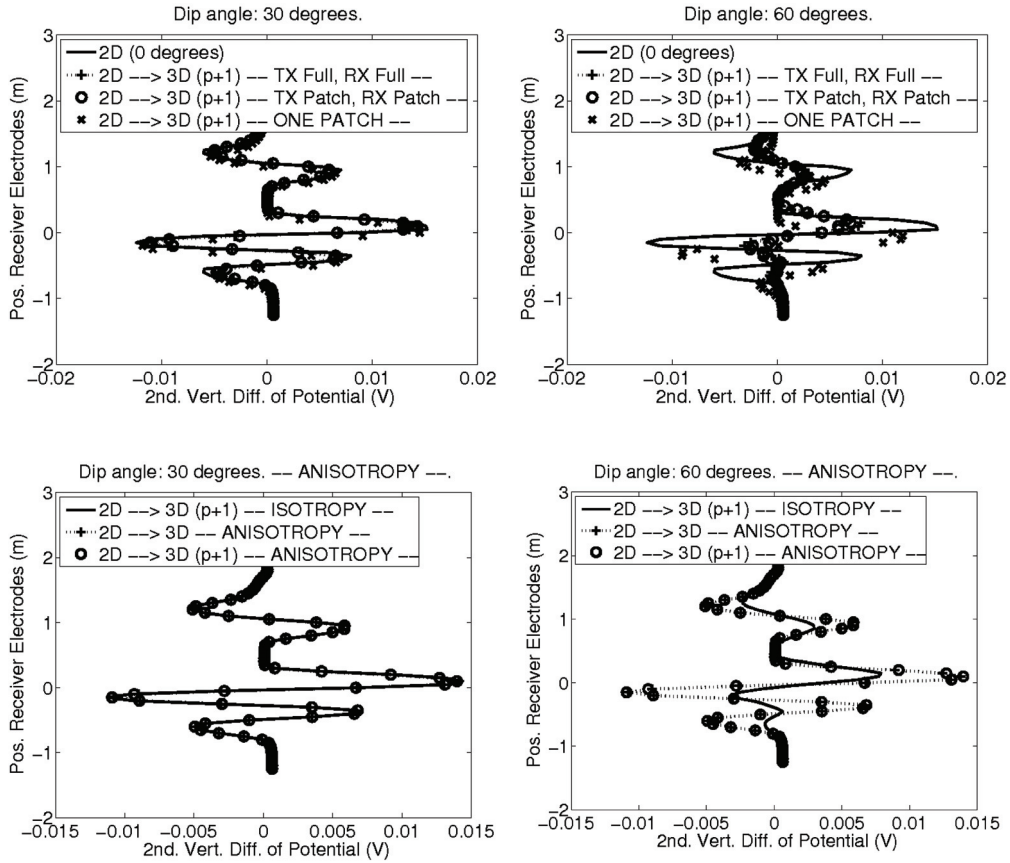 Dip angle: 30 degrees.
3
2
1
0
−1
−2
Pos. Receiver Electrodes (m)
2D (0 degrees)
2D −−> 3D (p+1) −− TX Full, RX Full −−
2D −−> 3D (p+1) −− TX Patch, RX Patch −−
2D −−> 3D (p+1) −− ONE PATCH −−
−0.02 −0.01 0 0.01 0.02
2nd. Vert. Diff. of Potential (V)
Dip angle: 60 degrees.
3
2
1
0
−1
−2
Pos. Receiver Electrodes (m)
2D (0 degrees)
2D −−> 3D (p+1) −− TX Full, RX Full −−
2D −−> 3D (p+1) −− TX Patch, RX Patch −−
2D −−> 3D (p+1) −− ONE PATCH −−
−0.02 −0.01 0 0.01 0.02
2nd. Vert. Diff. of Potential (V)
Dip angle: 30 degrees. −− ANISOTROPY −−.
3
2
1
0
−1
−2
Pos. Receiver Electrodes (m)
2D −−> 3D (p+1) −− ISOTROPY −−
2D −−> 3D −− ANISOTROPY −−
2D −−> 3D (p+1) −− ANISOTROPY −−
−0.015 −0.01 −0.005 0 0.005 0.01 0.015
2nd. Vert. Diff. of Potential (V)
Dip angle: 60 degrees. −− ANISOTROPY −−.
3
2
1
0
−1
−2
Pos. Receiver Electrodes (m)
2D −−> 3D (p+1) −− ISOTROPY −−
2D −−> 3D −− ANISOTROPY −−
2D −−> 3D (p+1) −− ANISOTROPY −−
−0.015 −0.01 −0.005 0 0.005 0.01 0.015
2nd. Vert. Diff. of Potential (V)